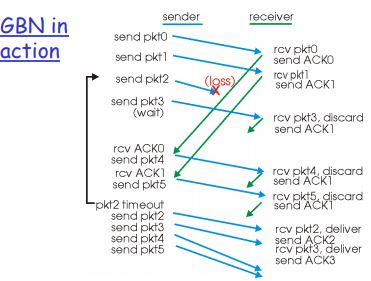 GBN in
action
sender
receiver
send pkt0
send pkt1
send pkt2
send pkt3
(wait)
(loss)
X
rcv pkt0
send ACK0
rcv pkt1
send ACK1
rcv pkt3, discard
send ACK1
rcv ACK0
send pkt4
rcv ACK1
send pkt5
rcv pkt4, discard
send ACK1
rcv pkt5, discard
send ACK1
pkt2 timeout
send pkt2
send pkt3
send pkt4
send pkt5
rcv pkt2, deliver
send ACK2
rcv pkt3, deliver
send ACK3